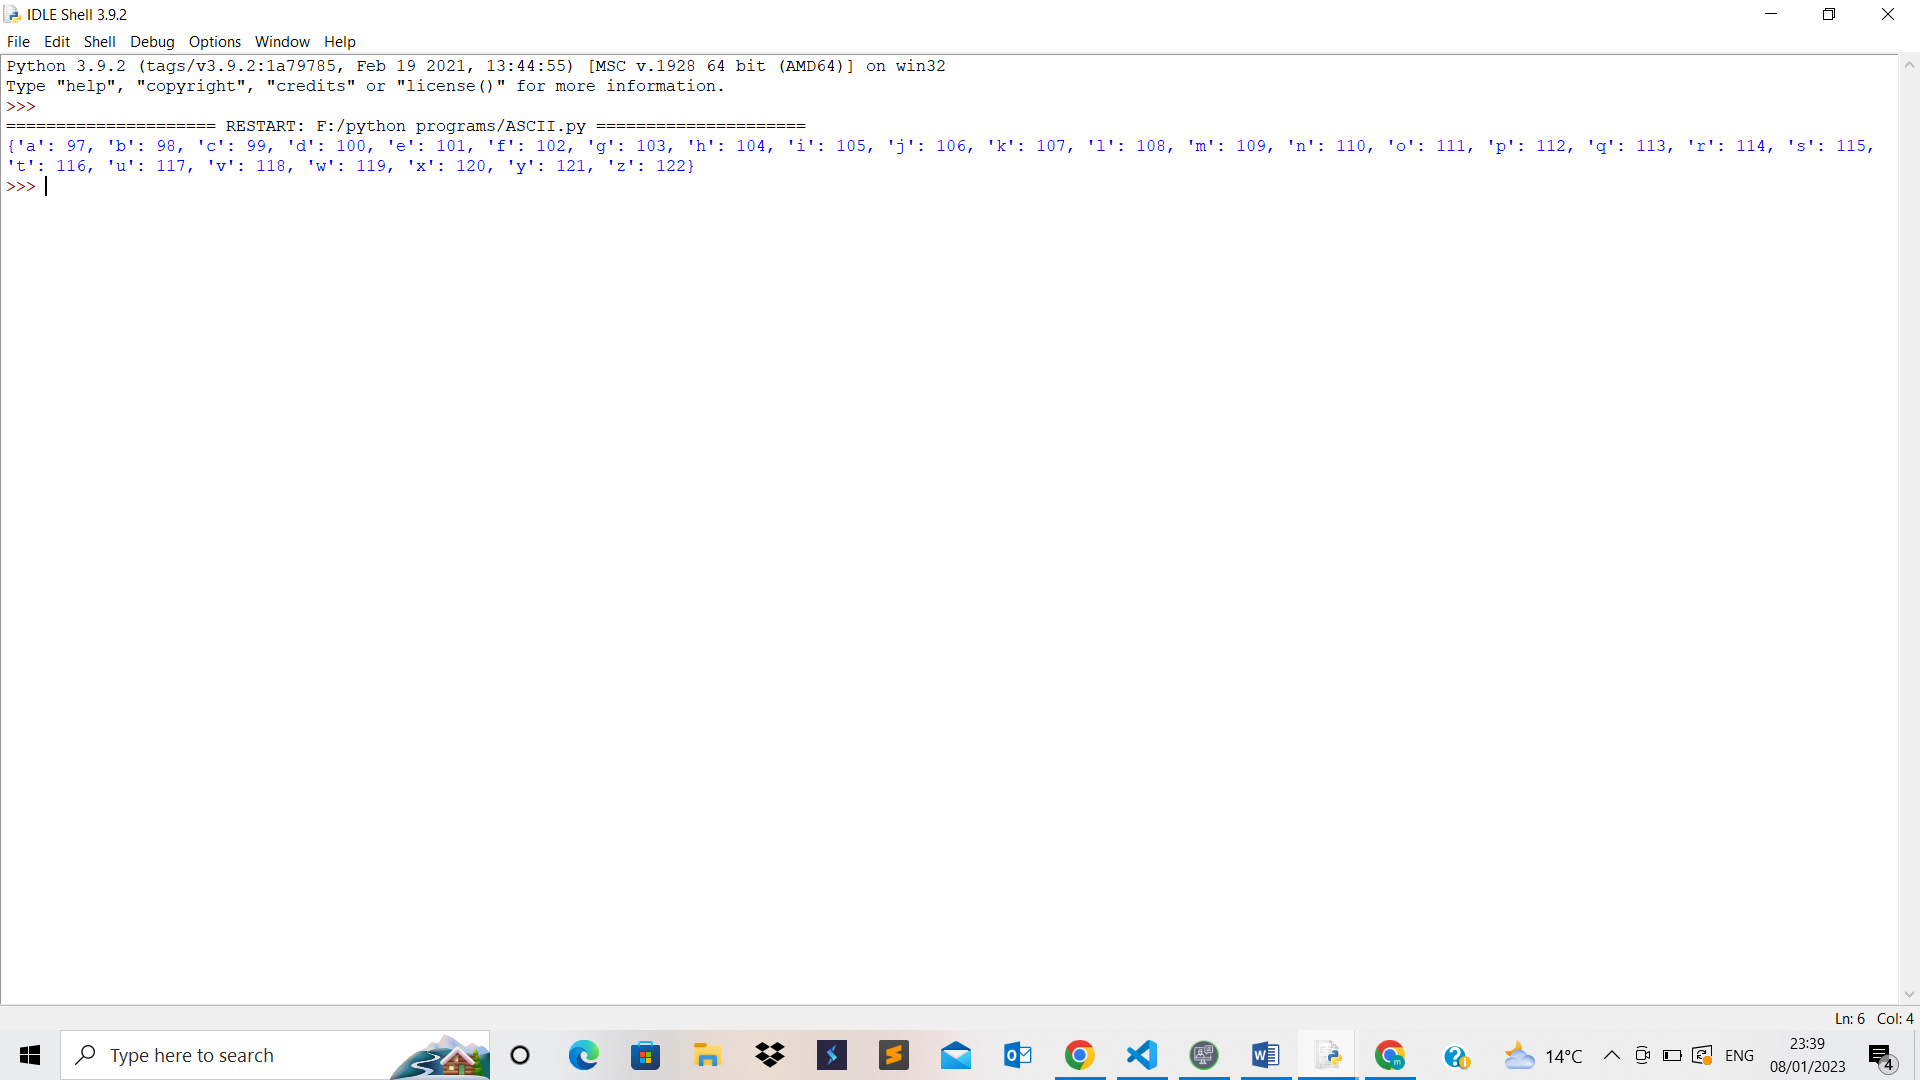 IDLE Shell 3.9.2
File Edit Shell Debug Options Window Help
Python 3.9.2 (tags/v3.9.2:1a79785, Feb 19 2021, 13:44:55) [MSC v.1928 64 bit (AMD64)] on win32
Type "help", "copyright", "credits" or "license()" for more information.
>>>
===================== RESTART: F:/python programs/ASCII.py =====================
{'a': 97, 'b': 98, 'c': 99, 'd': 100, 'e': 101, 'f': 102, 'g': 103, 'h': 104, 'i': 105, 'j': 106, 'k': 107, 'l': 108, 'm': 109, 'n': 110, 'o': 111, 'p': 112, 'q': 113, 'r': 114, 's': 115,
't': 116, 'u': 117, 'v': 118, 'w': 119, 'x': 120, 'y': 121, 'z': 122}
>>>
Ln: 6 Col: 4
Type here to search
14°C
ENG
23:39
08/01/2023
4